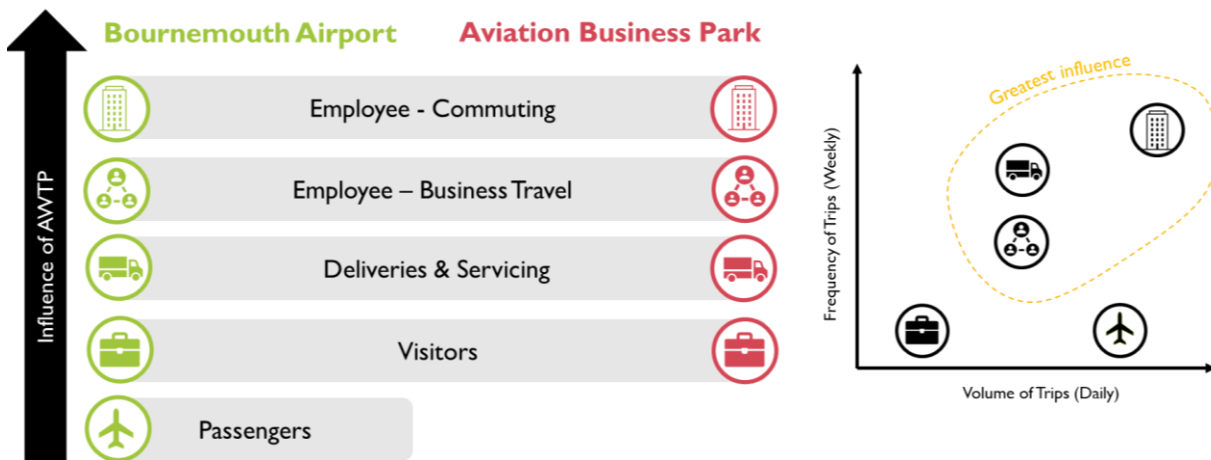 Bournemouth Airport
Aviation Business Park
Influence of AWTP
Employee - Commuting
Employee – Business Travel
Deliveries & Servicing
Visitors
Passengers
Greatest influence
Frequency of Trips (Weekly)
Volume of Trips (Daily)